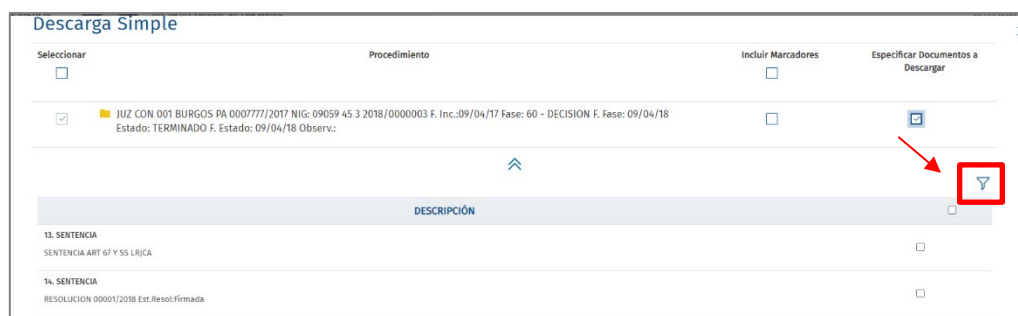 Descarga Simple
Seleccionar
Procedimiento
Incluir Marcadores
Especificar Documentos a
Descargar
JUZ CON 001 BURGOS PA 0007777/2017 NIG: 09059 45 3 2018/0000003 F. Inc.:09/04/17 Fase: 60 - DECISION F. Fase: 09/04/18
Estado: TERMINADO F. Estado: 09/04/18 Observ.:
DESCRIPCIÓN
13. SENTENCIA
SENTENCIA ART 67 Y SS LRJCA
14. SENTENCIA
RESOLUCION 00001/2018 Est.Resol:Firmada